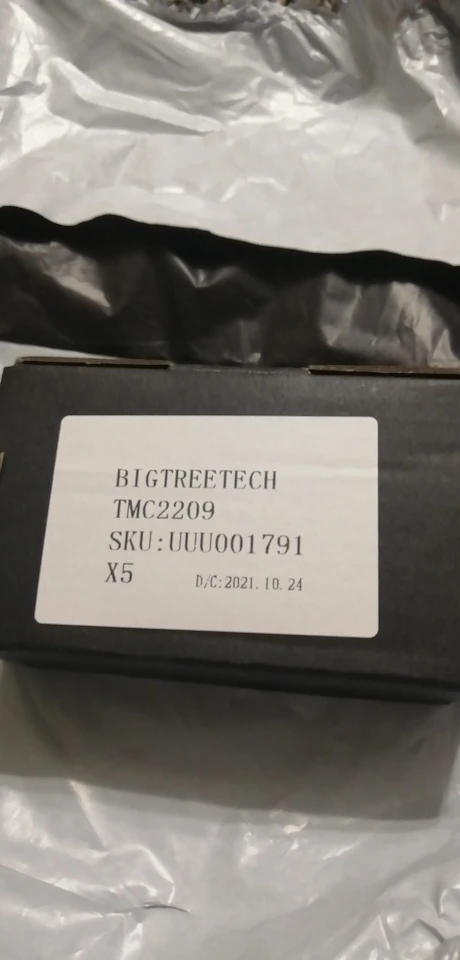 BIGTREETECH
TMC2209
SKU:UUU001791
X5 D/C:2021.10.24